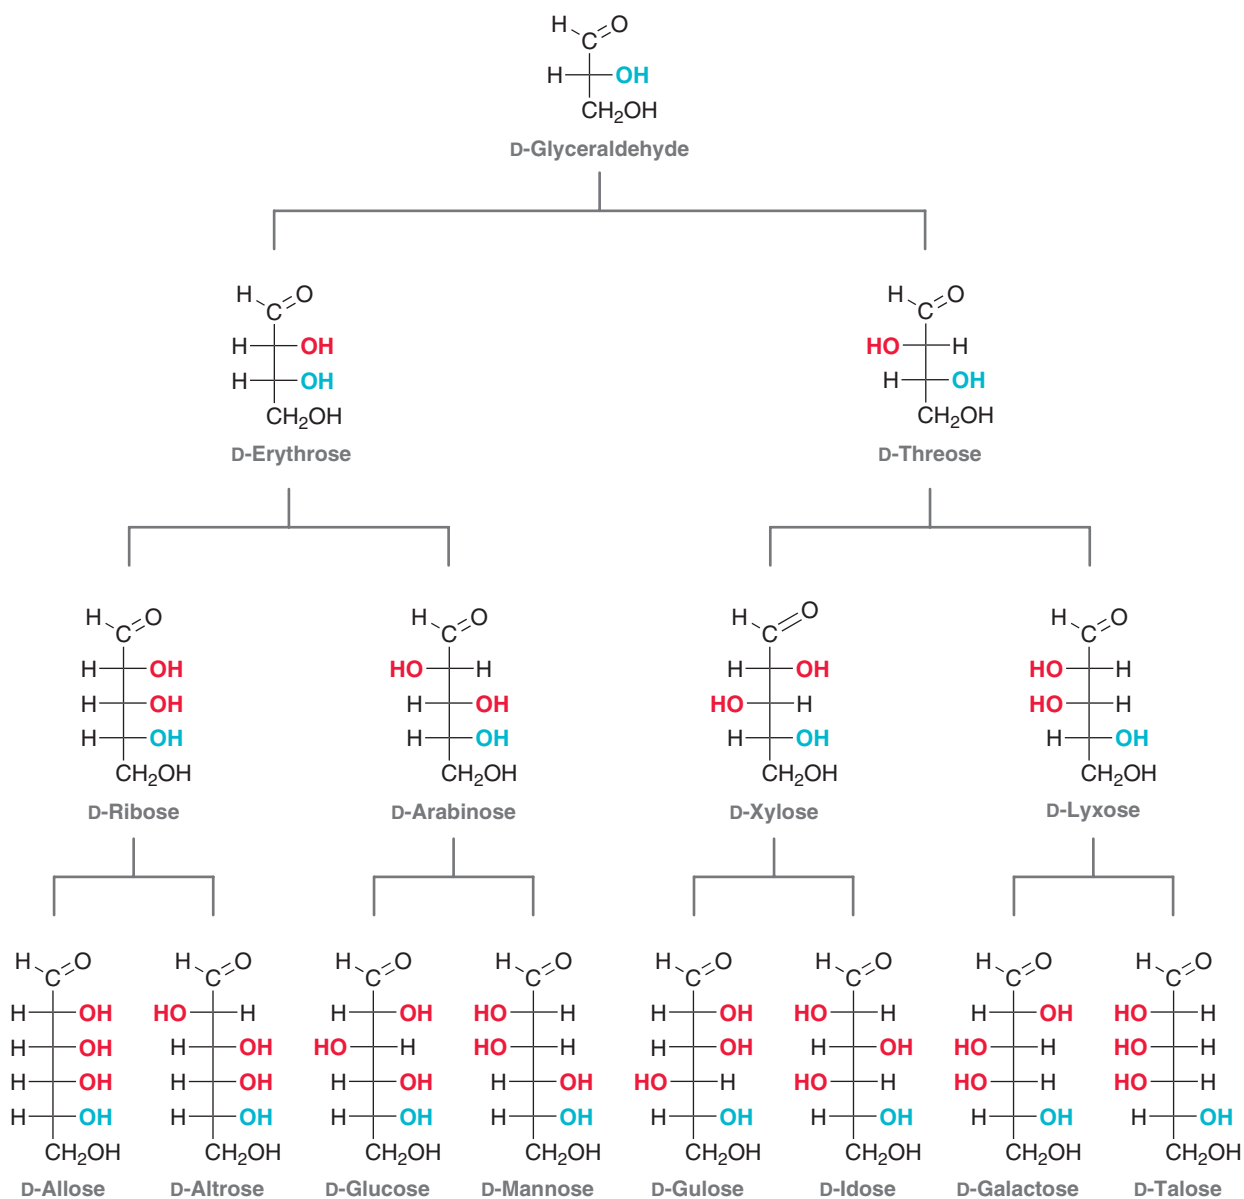 H O
C
H OH
CH2OH
D-Glyceraldehyde
H O H O
C C
H OH HO H
H OH H OH
CH2OH CH2OH
D-Erythrose D-Threose
H O H O H O H O
C C C C
H OH HO H H OH HO H
H OH H OH HO H HO H
H OH H OH H OH H OH
CH2OH CH2OH CH2OH CH2OH
D-Ribose D-Arabinose D-Xylose D-Lyxose
H O H O H O H O H O H O H O H O
C C C C C C C C
H OH HO H H OH HO H H OH HO H H OH HO H
H OH H OH HO H HO H H OH H OH HO H HO H
H OH H OH H OH H OH HO H HO H HO H HO H
H OH H OH H OH H OH H OH H OH H OH H OH
CH2OH CH2OH CH2OH CH2OH CH2OH CH2OH CH2OH CH2OH
D-Allose D-Altrose D-Glucose D-Mannose D-Gulose D-Idose D-Galactose D-Talose